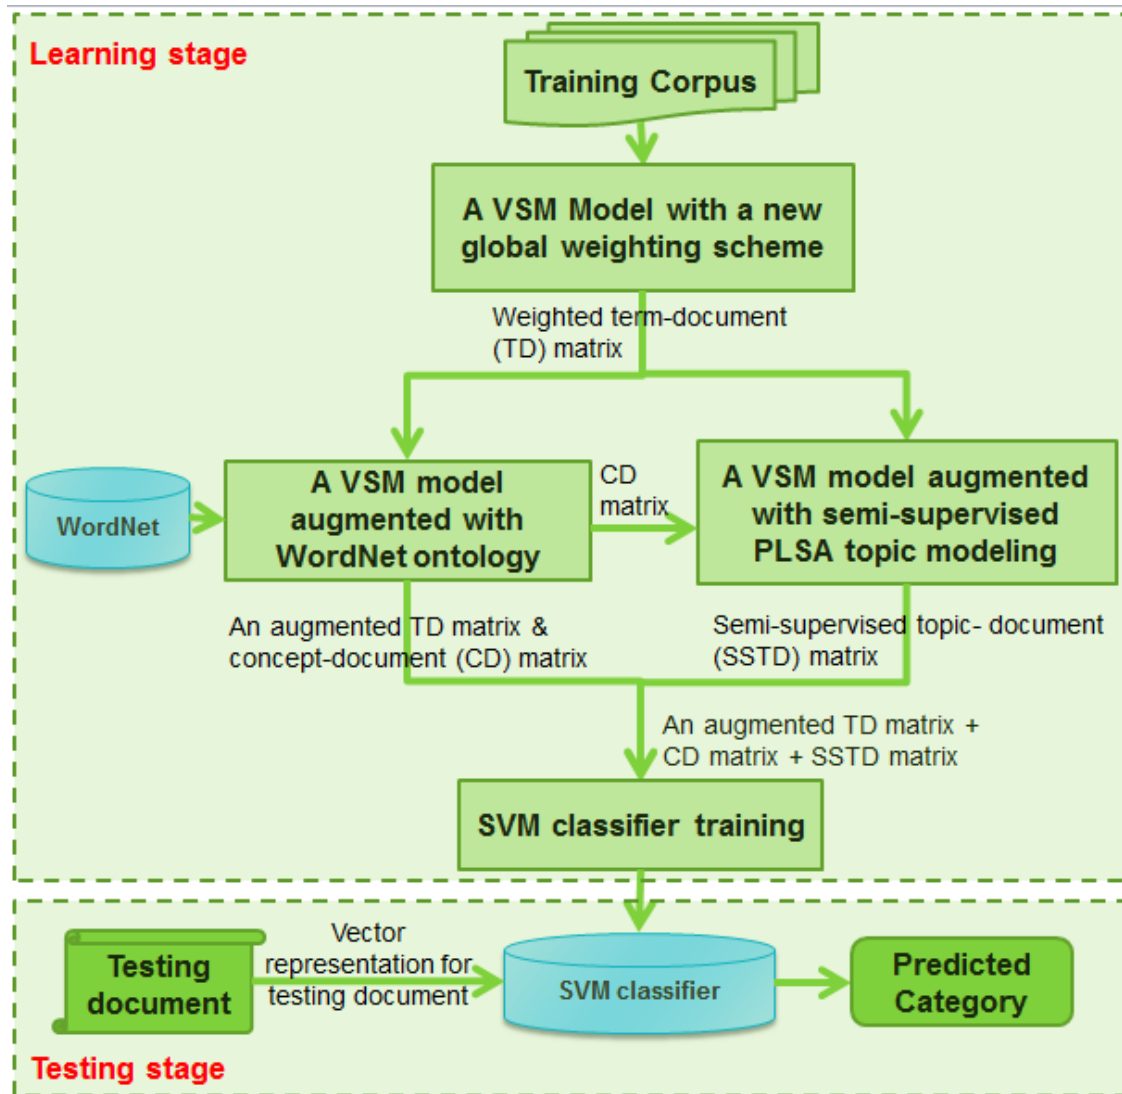 Learning stage
Training Corpus
A VSM Model with a new
global weighting scheme
Weighted term-document
(TD) matrix
WordNet
A VSM model
augmented with
WordNet ontology
CD
matrix
A VSM model augmented
with semi-supervised
PLSA topic modeling
An augmented TD matrix &
concept-document (CD) matrix
Semi-supervised topic- document
(SSTD) matrix
An augmented TD matrix +
CD matrix + SSTD matrix
SVM classifier training
Testing
document
Vector
representation for
testing document
SVM classifier
Predicted
Category
Testing stage